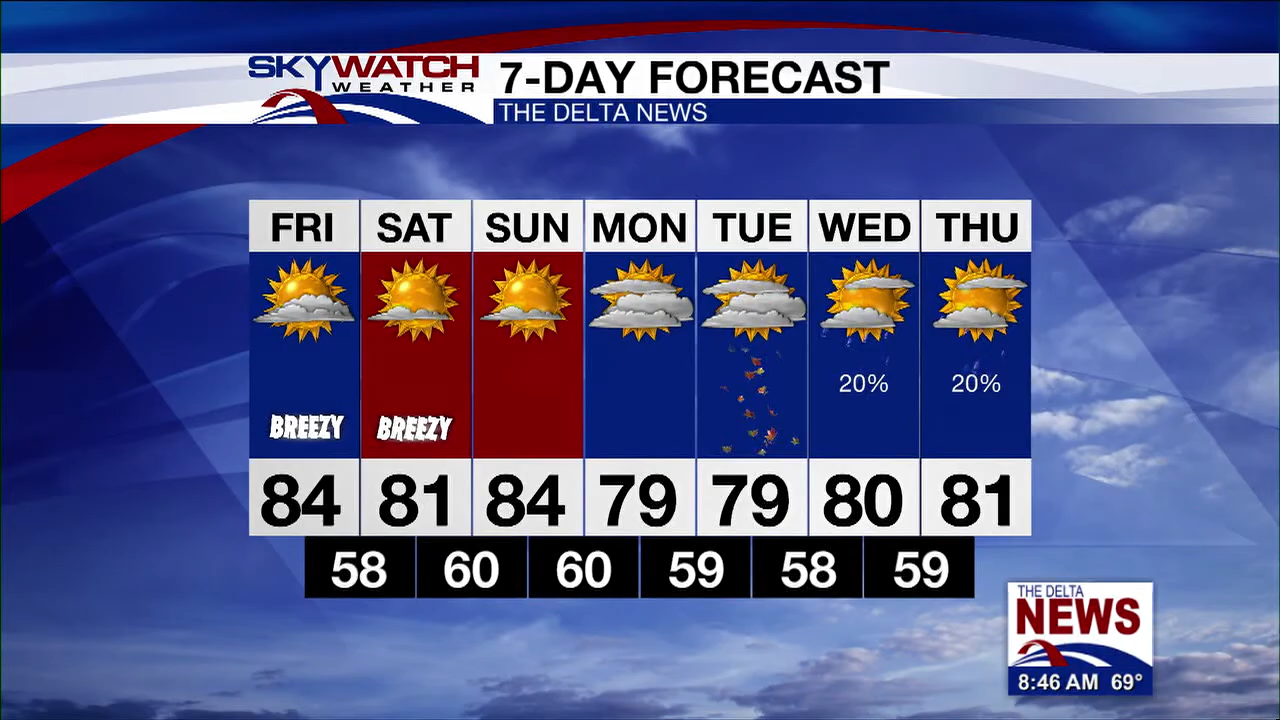 SKYWATCH
WEATHER
7-DAY FORECAST
THE DELTA NEWS
FRI SAT SUN MON TUE WED THU
20% 20%
BREEZY BREEZY
84 81 84 79 79 80 81
58 60 60 59 58 59
THE DELTA
NEWS
8:46 AM 69°